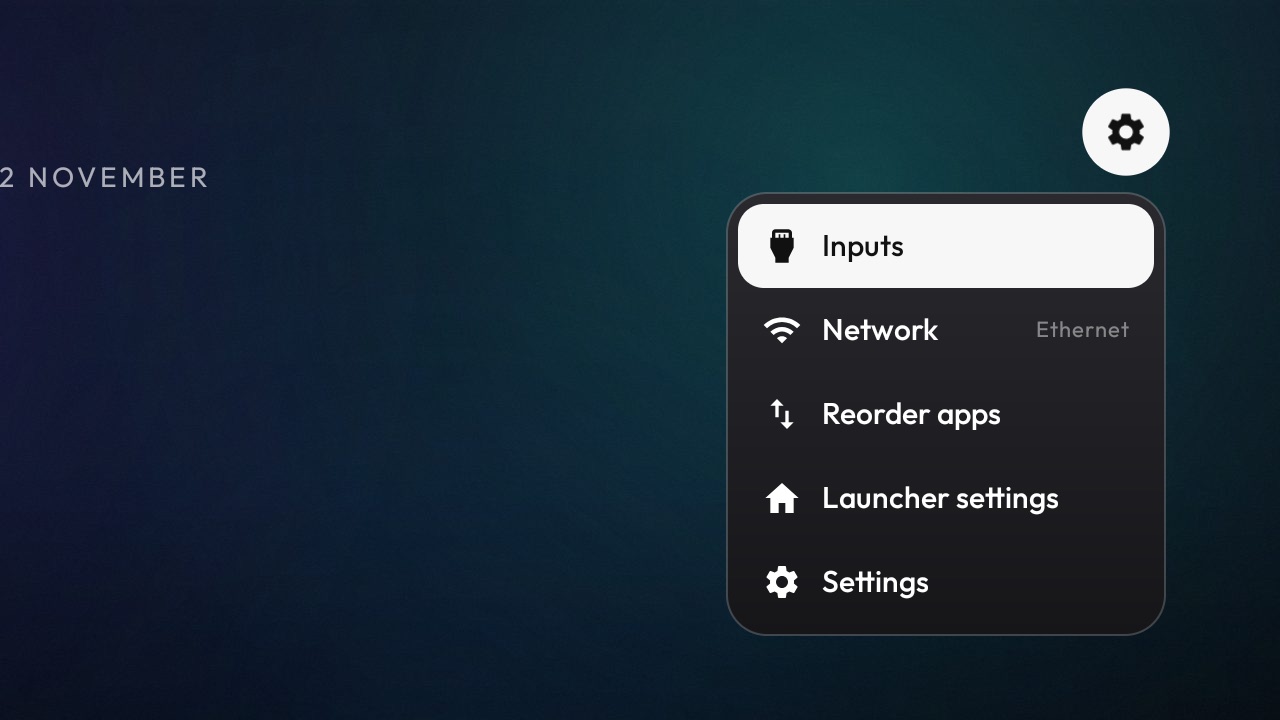 2 NOVEMBER
Inputs
Network Ethernet
Reorder apps
Launcher settings
Settings